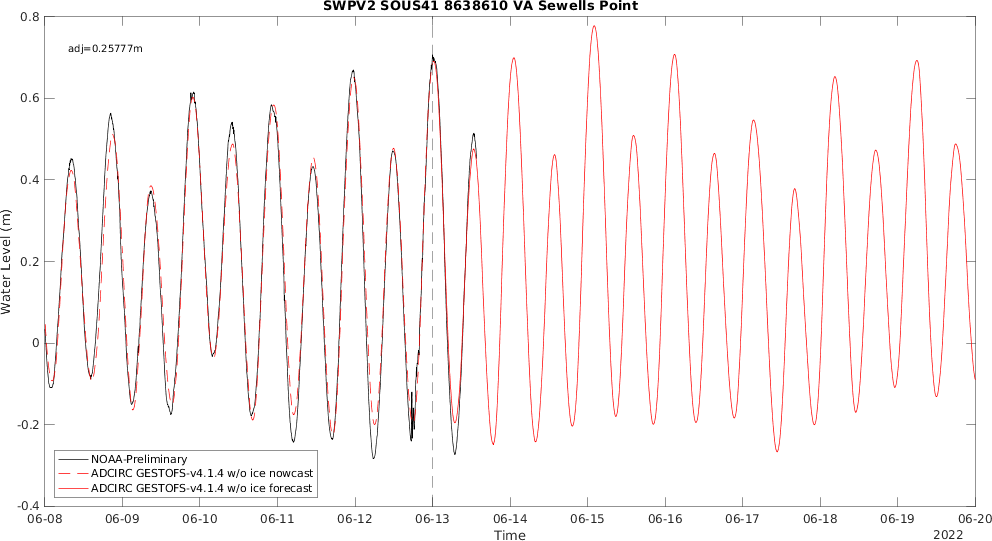 SWPV2 SOUS41 8638610 VA Sewells Point
adj=0.25777m
0.8
0.6
0.4
0.2
0
-0.2
-0.4
Water Level (m)
NOAA-Preliminary
ADCIRC GESTOFS-v4.1.4 w/o ice nowcast
ADCIRC GESTOFS-v4.1.4 w/o ice forecast
06-08 06-09 06-10 06-11 06-12 06-13 06-14 06-15 06-16 06-17 06-18 06-19 06-20
Time
2022